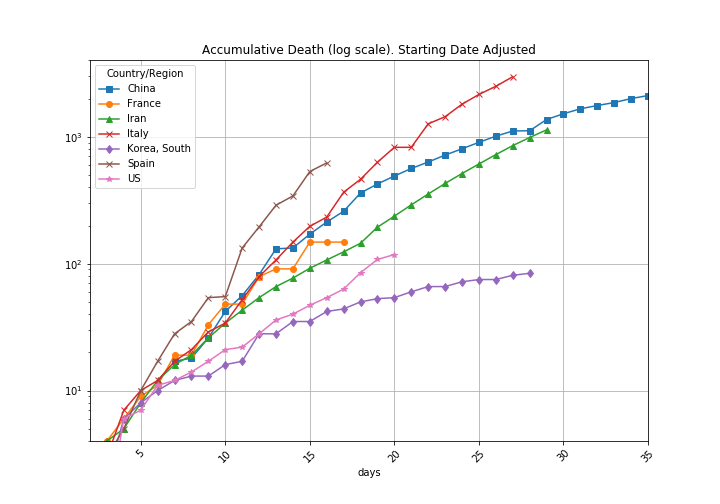 Accumulative Death (log scale). Starting Date Adjusted
Country/Region
China
France
Iran
Italy
Korea, South
Spain
US
10³
10²
10¹
5
10
15
20
25
30
35
days